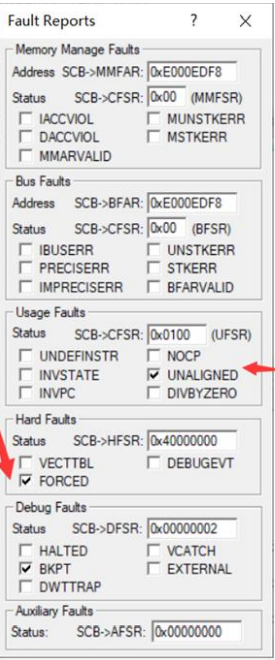 Fault Reports ? ×
Memory Manage Faults
Address SCB->MMFAR: 0xE000EDF8
Status SCB->CFSR: 0x00 (MMFSR)
IACCVIOL MUNSTKERR
DACCVIOL MSTKERR
MMARVALID
Bus Faults
Address SCB->BFAR: 0xE000EDF8
Status SCB->CFSR: 0x00 (BFSR)
IBUSERR UNSTKERR
PRECISERR STKERR
IMPRECISERR BFARVALID
Usage Faults
Status SCB->CFSR: 0x0100 (UFSR)
UNDEFINSTR NOCP
INVSTATE UNALIGNED
INVPC DIVBYZERO
Hard Faults
Status SCB->HFSR: 0x40000000
VECTTBL DEBUGEVT
FORCED
Debug Faults
Status SCB->DFSR: 0x00000002
HALTED VCATCH
BKPT EXTERNAL
DWTTRAP
Auxiliary Faults
Status: SCB->AFSR: 0x00000000